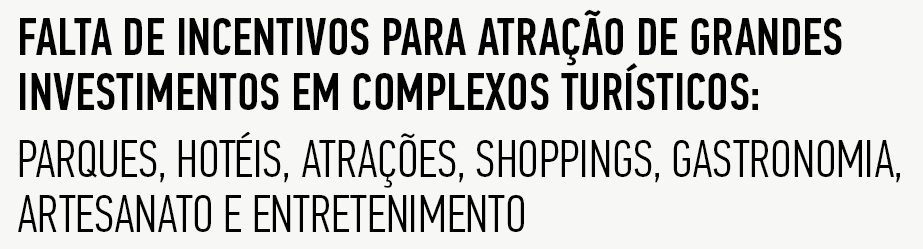 FALTA DE INCENTIVOS PARA ATRAÇÃO DE GRANDES
INVESTIMENTOS EM COMPLEXOS TURÍSTICOS:
PARQUES, HOTÉIS, ATRAÇÕES, SHOPPINGS, GASTRONOMIA,
ARTESANATO E ENTRETENIMENTO